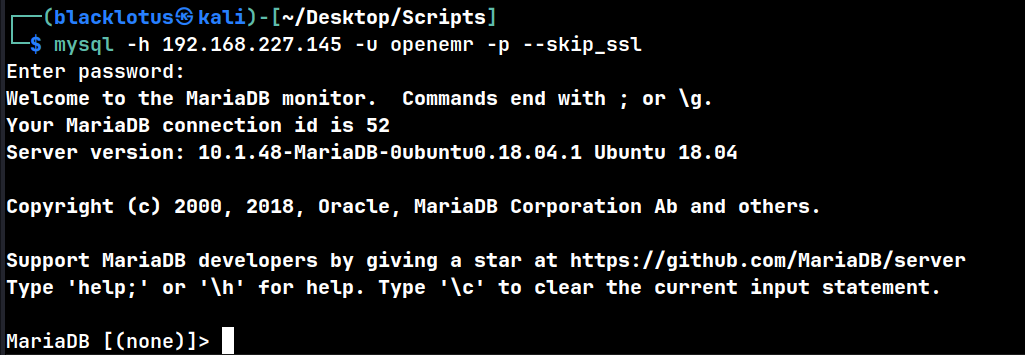 ┌──(blacklotus㉿kali)-[~/Desktop/Scripts]
└─$ mysql -h 192.168.227.145 -u openemr -p --skip_ssl
Enter password:
Welcome to the MariaDB monitor.  Commands end with ; or \g.
Your MariaDB connection id is 52
Server version: 10.1.48-MariaDB-0ubuntu0.18.04.1 Ubuntu 18.04

Copyright (c) 2000, 2018, Oracle, MariaDB Corporation Ab and others.

Support MariaDB developers by giving a star at https://github.com/MariaDB/server
Type 'help;' or '\h' for help. Type '\c' to clear the current input statement.

MariaDB [(none)]>